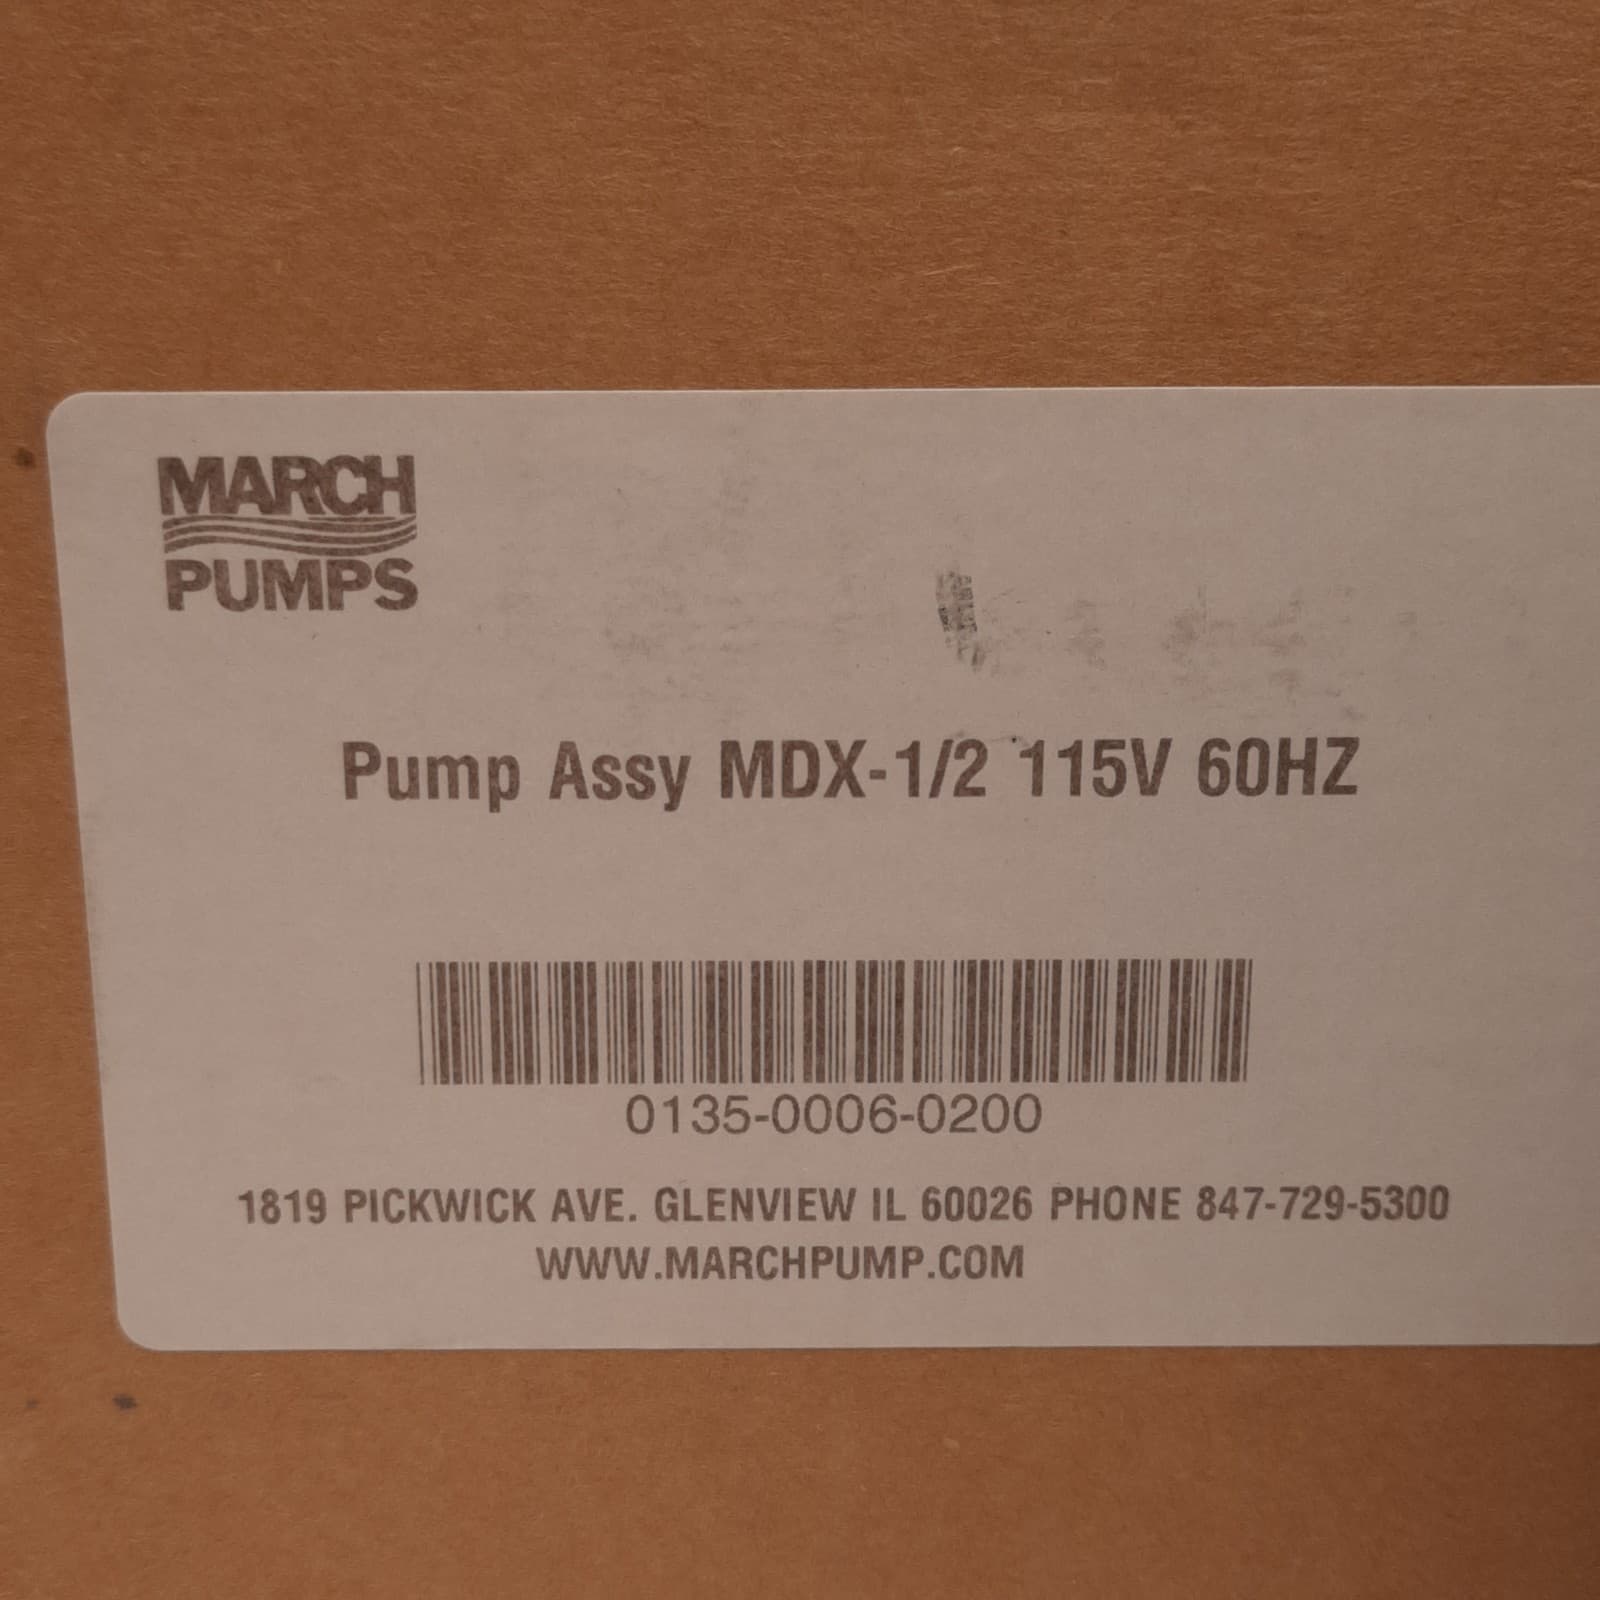 MARCH
PUMPS
Pump Assy MDX-1/2 115V 60HZ
0135-0006-0200
1819 PICKWICK AVE. GLENVIEW IL 60026 PHONE 847-729-5300
WWW.MARCHPUMP.COM